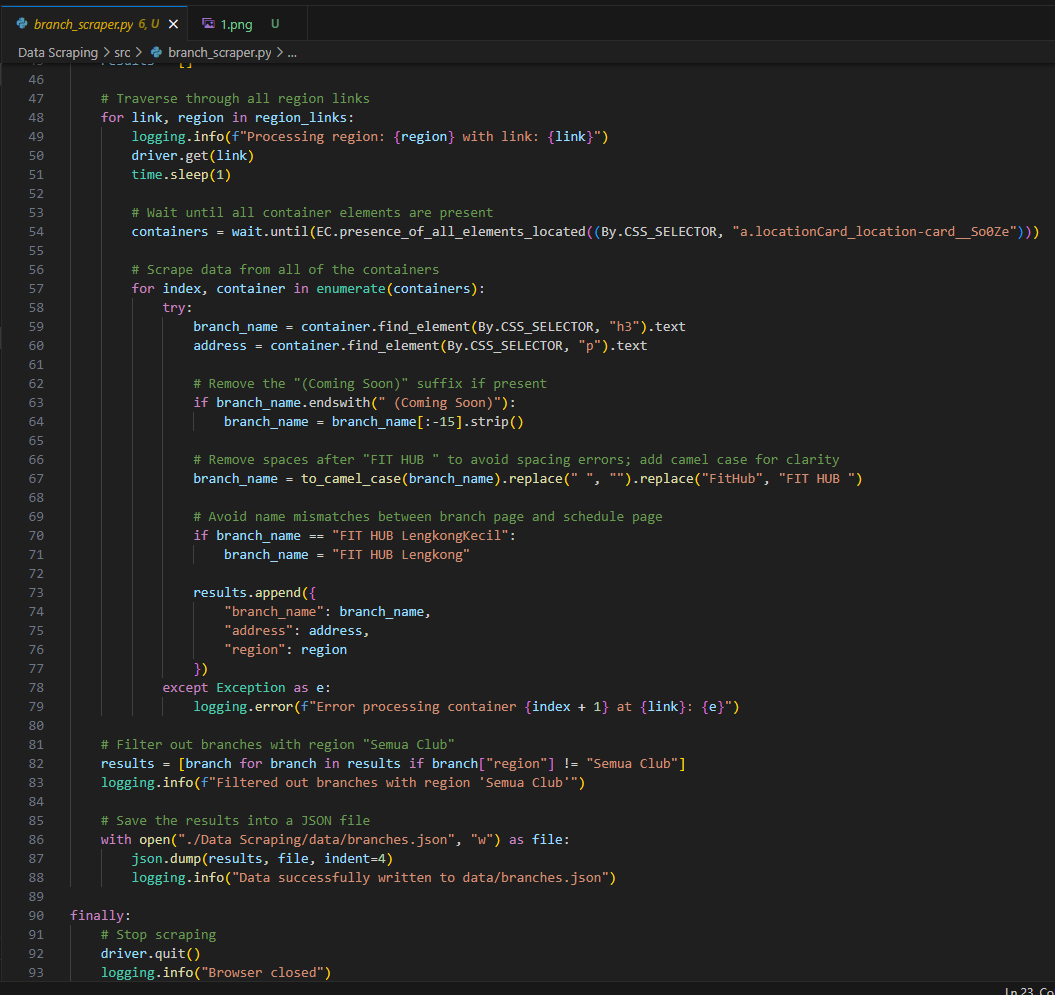 branch_scraper.py 6, U
1.png U
Data Scraping > src > branch_scraper.py > ...
45 results = []
46
47 # Traverse through all region links
48 for link, region in region_links:
49 logging.info(f"Processing region: {region} with link: {link}")
50 driver.get(link)
51 time.sleep(1)
52
53 # Wait until all container elements are present
54 containers = wait.until(EC.presence_of_all_elements_located((By.CSS_SELECTOR, "a.locationCard_location-card__So0Ze")))
55
56 # Scrape data from all of the containers
57 for index, container in enumerate(containers):
58 try:
59 branch_name = container.find_element(By.CSS_SELECTOR, "h3").text
60 address = container.find_element(By.CSS_SELECTOR, "p").text
61
62 # Remove the "(Coming Soon)" suffix if present
63 if branch_name.endswith(" (Coming Soon)"):
64 branch_name = branch_name[:-15].strip()
65
66 # Remove spaces after "FIT HUB " to avoid spacing errors; add camel case for clarity
67 branch_name = to_camel_case(branch_name).replace(" ", "").replace("FitHub", "FIT HUB ")
68
69 # Avoid name mismatches between branch page and schedule page
70 if branch_name == "FIT HUB LengkongKecil":
71 branch_name = "FIT HUB Lengkong"
72
73 results.append({
74 "branch_name": branch_name,
75 "address": address,
76 "region": region
77 })
78 except Exception as e:
79 logging.error(f"Error processing container {index + 1} at {link}: {e}")
80
81 # Filter out branches with region "Semua Club"
82 results = [branch for branch in results if branch["region"] != "Semua Club"]
83 logging.info(f"Filtered out branches with region 'Semua Club'")
84
85 # Save the results into a JSON file
86 with open("./Data Scraping/data/branches.json", "w") as file:
87 json.dump(results, file, indent=4)
88 logging.info("Data successfully written to data/branches.json")
89
90 finally:
91 # Stop scraping
92 driver.quit()
93 logging.info("Browser closed")
Ln 23, Co